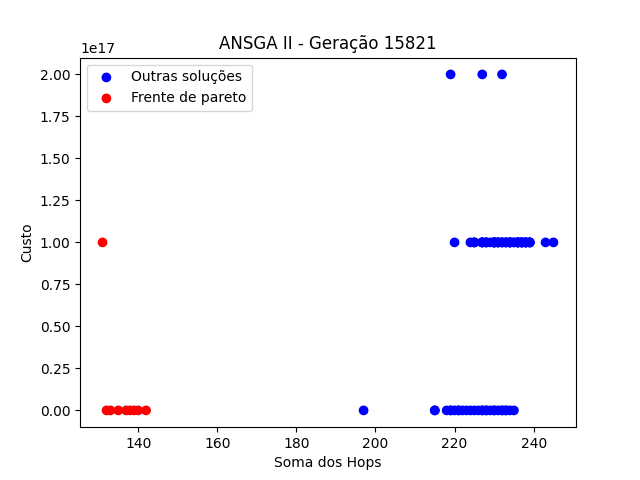 ANSGA II - Geração 15821
1e17
Outras soluções
Frente de pareto
2.00
1.75
1.50
1.25
1.00
0.75
0.50
0.25
0.00
Custo
140
160
180
200
220
240
Soma dos Hops